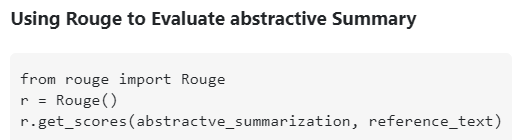 Using Rouge to Evaluate abstractive Summary
from rouge import Rouge
r = Rouge()
r.get_scores(abstractve_summarization, reference_text)